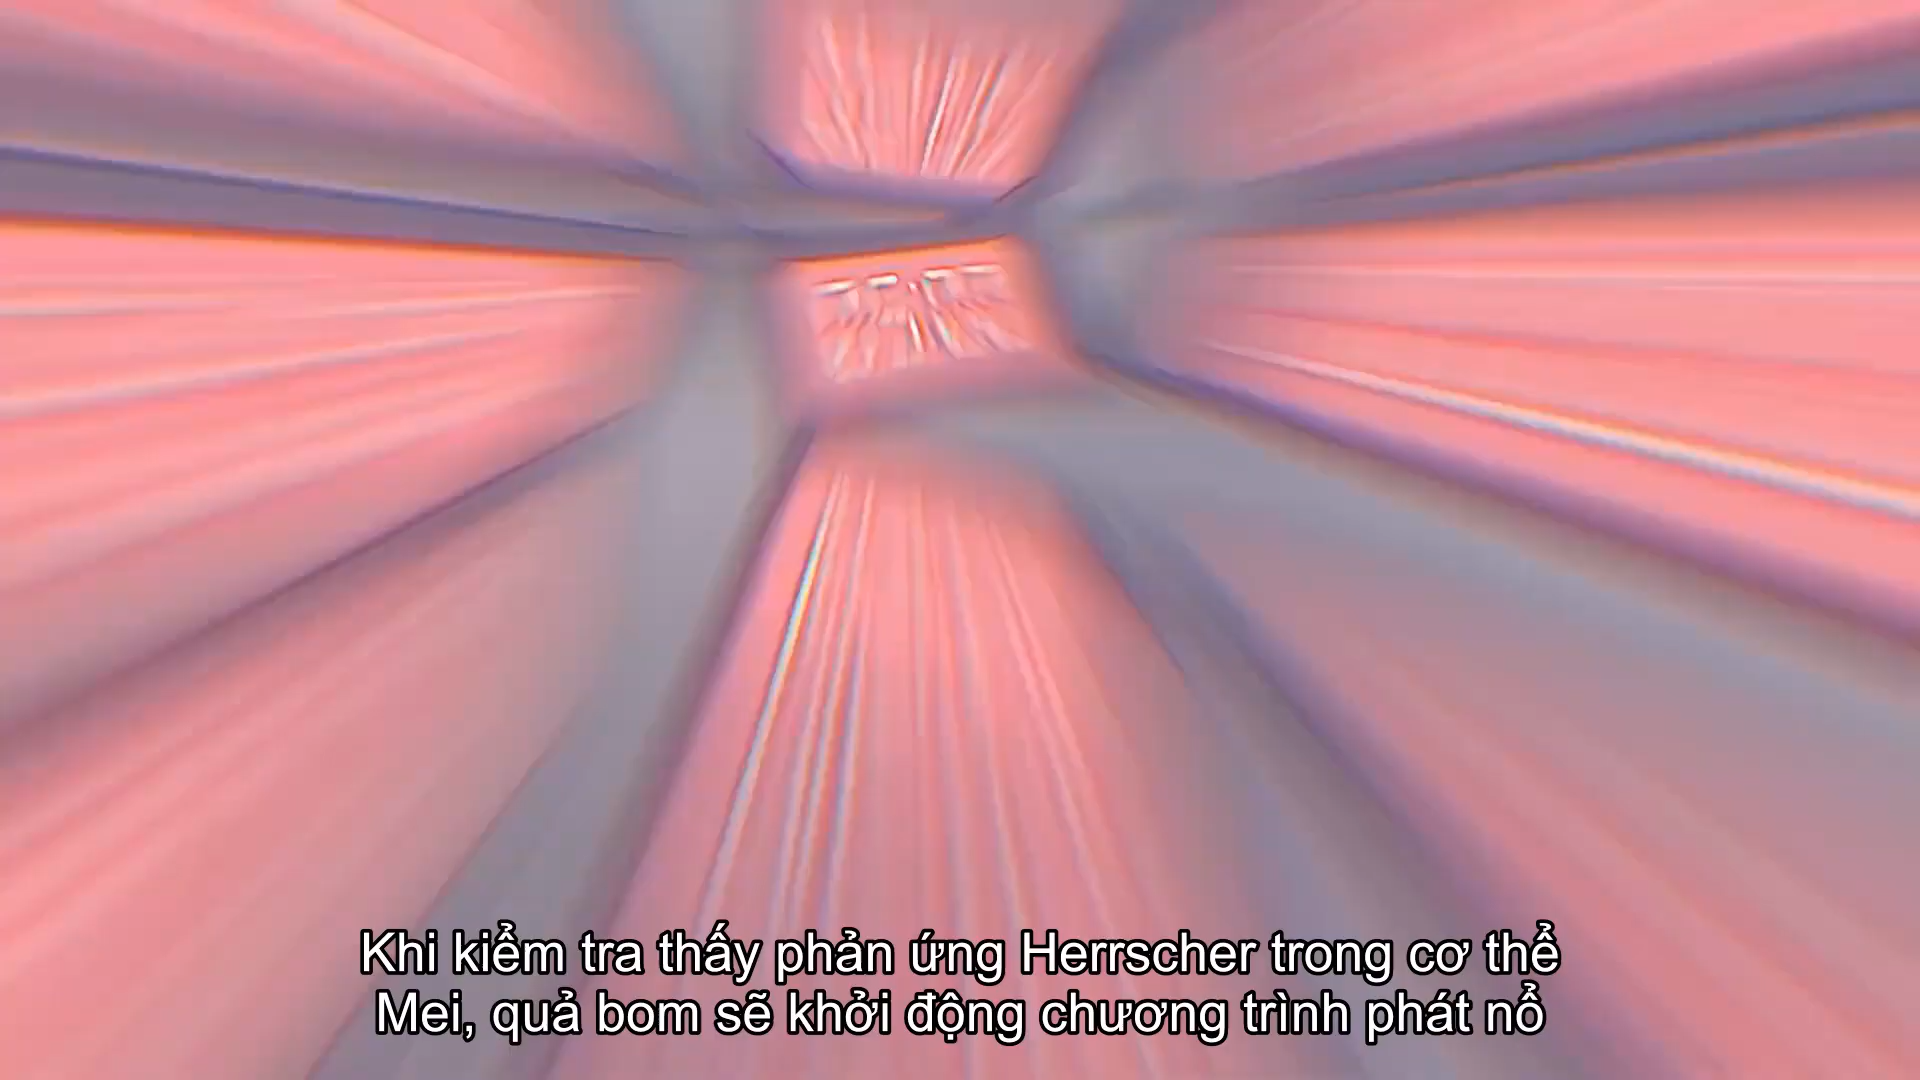 Khi kiểm tra thấy phản ứng Herrscher trong cơ thể
Mei, quả bom sẽ khởi động chương trình phát nổ